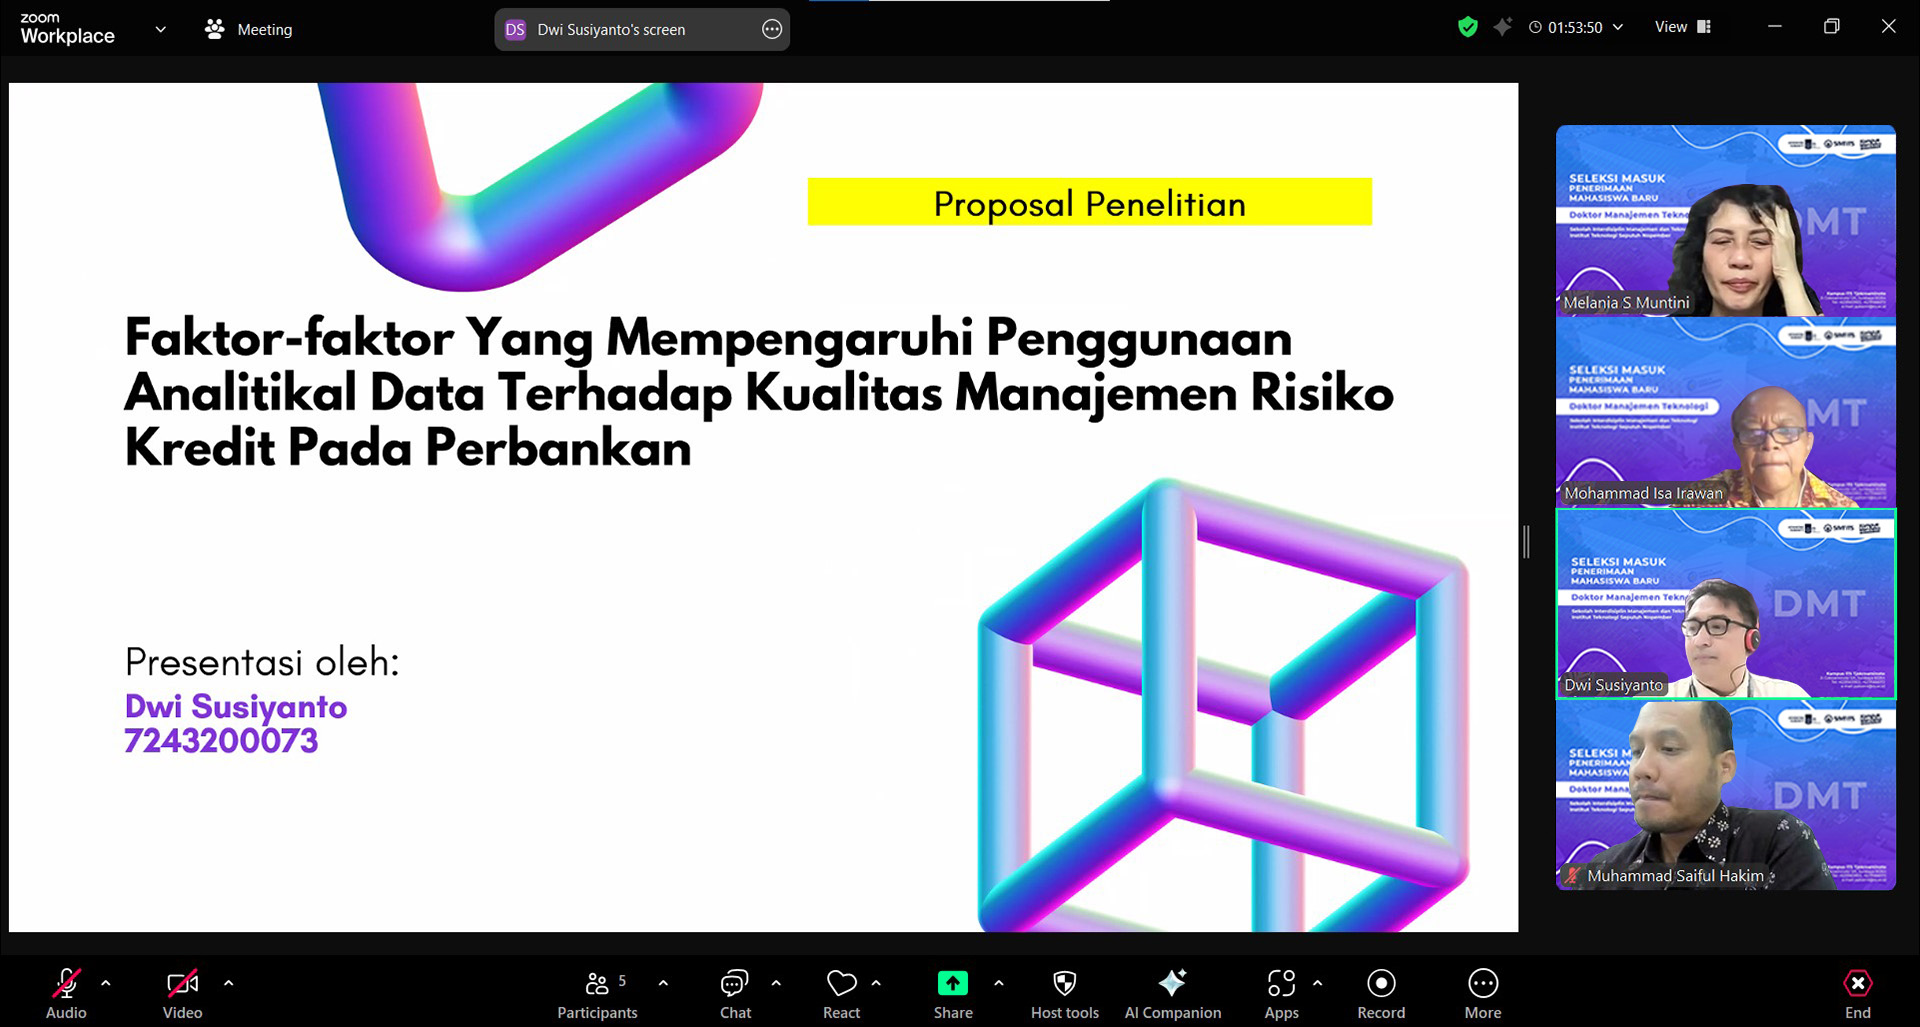 zoom
Workplace
Meeting
DS Dwi Susiyanto's screen
01:53:50
View
Proposal Penelitian
Faktor-faktor Yang Mempengaruhi Penggunaan
Analitikal Data Terhadap Kualitas Manajemen Risiko
Kredit Pada Perbankan
Presentasi oleh:
Dwi Susiyanto
7243200073
SELEKSI MASUK
PENERIMAAN
MAHASISWA BARU
Doktor Manajemen Tekno
DMT
Melania S Muntini
SELEKSI MASUK
PENERIMAAN
MAHASISWA BARU
Doktor Manajemen Teknologi
MT
Mohammad Isa Irawan
SELEKSI MASUK
PENERIMAAN
MAHASISWA BARU
Doktor Manajemen Tekn
DMT
Dwi Susiyanto
SELEKSI M
PENERIMAAN
MAHASISW
Doktor Mana
DMT
Muhammad Saiful Hakim
Audio
Video
5
Participants
Chat
React
Share
Host tools
AI Companion
Apps
Record
More
End